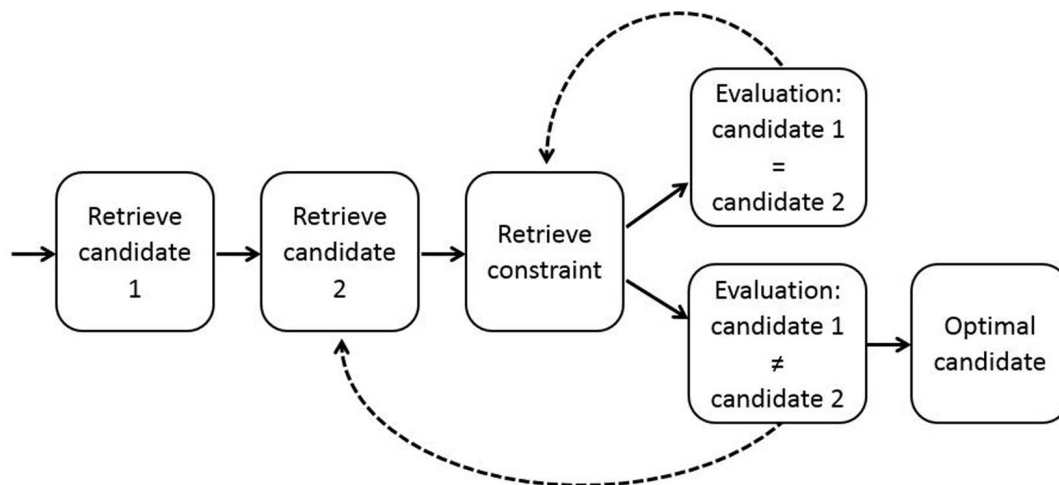 Retrieve
candidate
1
Retrieve
candidate
2
Retrieve
constraint
Evaluation:
candidate 1
=
candidate 2
Evaluation:
candidate 1
≠
candidate 2
Optimal
candidate